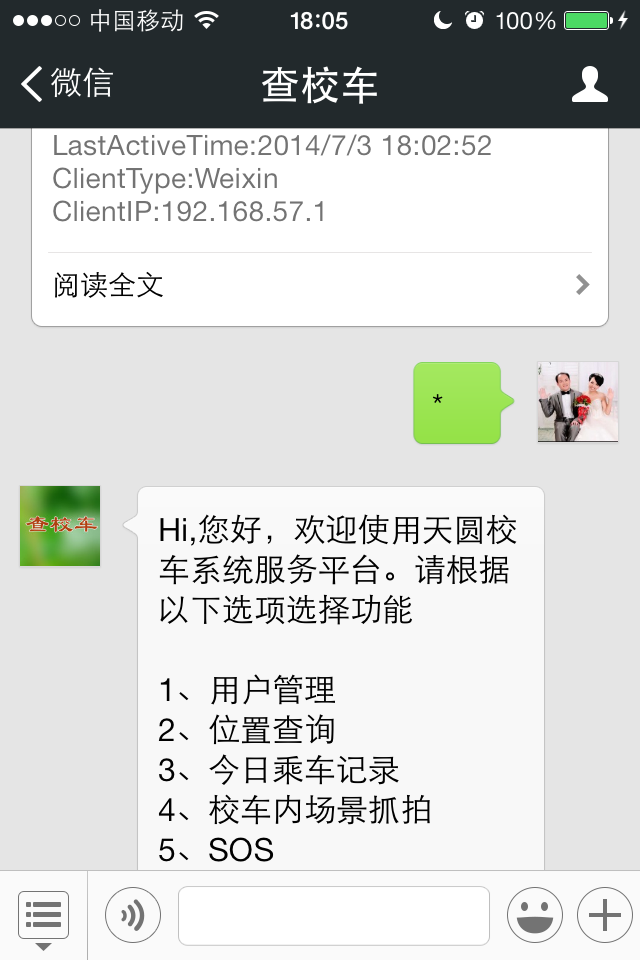 中国移动 18:05 100%
微信 查校车
LastActiveTime:2014/7/3 18:02:52
ClientType:Weixin
ClientIP:192.168.57.1
阅读全文
*
查校车
Hi,您好，欢迎使用天圆校
车系统服务平台。请根据
以下选项选择功能
1、用户管理
2、位置查询
3、今日乘车记录
4、校车内场景抓拍
5、SOS